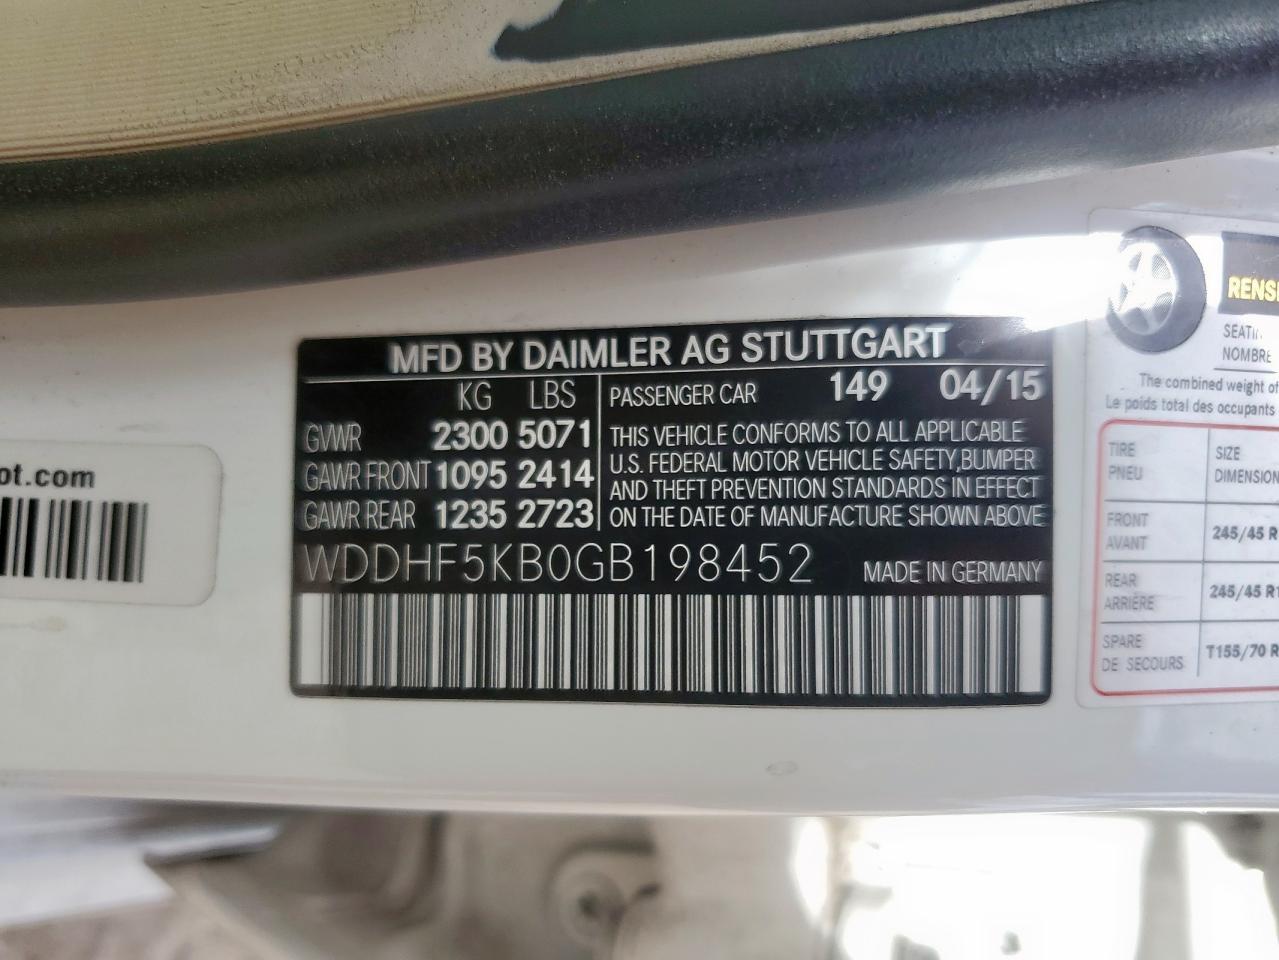 MFD BY DAIMLER AG STUTTGART
KG LBS
PASSENGER CAR 149 04/15
GVWR 2300 5071
GAWR FRONT 1095 2414
GAWR REAR 1235 2723
THIS VEHICLE CONFORMS TO ALL APPLICABLE
U.S. FEDERAL MOTOR VEHICLE SAFETY, BUMPER
AND THEFT PREVENTION STANDARDS IN EFFECT
ON THE DATE OF MANUFACTURE SHOWN ABOVE
WDDHF5KB0GB198452 MADE IN GERMANY
ot.com
RENS
SEATI
NOMBRE
The combined weight of
Le poids total des occupants
TIRE
PNEU
SIZE
DIMENSION
FRONT
AVANT
245/45 R
REAR
ARRIÈRE
245/45 R1
SPARE
DE SECOURS
T155/70 R